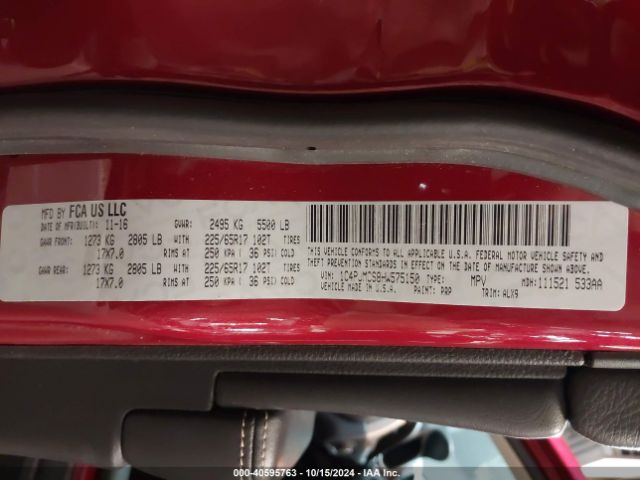 MFD BY FCA US LLC
DATE OF MFR(BUILT): 11-16 GVWR: 2495 KG 5500 LB
GAWR FRONT: 1273 KG 2805 LB WITH 225/65R17 102T TIRES
17X7.0 RIMS AT 250 KPA ( 36 PSI) COLD
GAWR REAR: 1273 KG 2805 LB WITH 225/65R17 102T TIRES
17X7.0 RIMS AT 250 KPA ( 36 PSI) COLD
THIS VEHICLE CONFORMS TO ALL APPLICABLE U.S.A. FEDERAL MOTOR VEHICLE SAFETY AND
THEFT PREVENTION STANDARDS IN EFFECT ON THE DATE OF MANUFACTURE SHOWN ABOVE.
VIN: TYPE: MPV MDH: 111521 533AA
VEHICLE MADE IN U.S.A. PAINT: PRP TRIM: ALX9
000-40595763 - 10/15/2024 - IAA Inc.